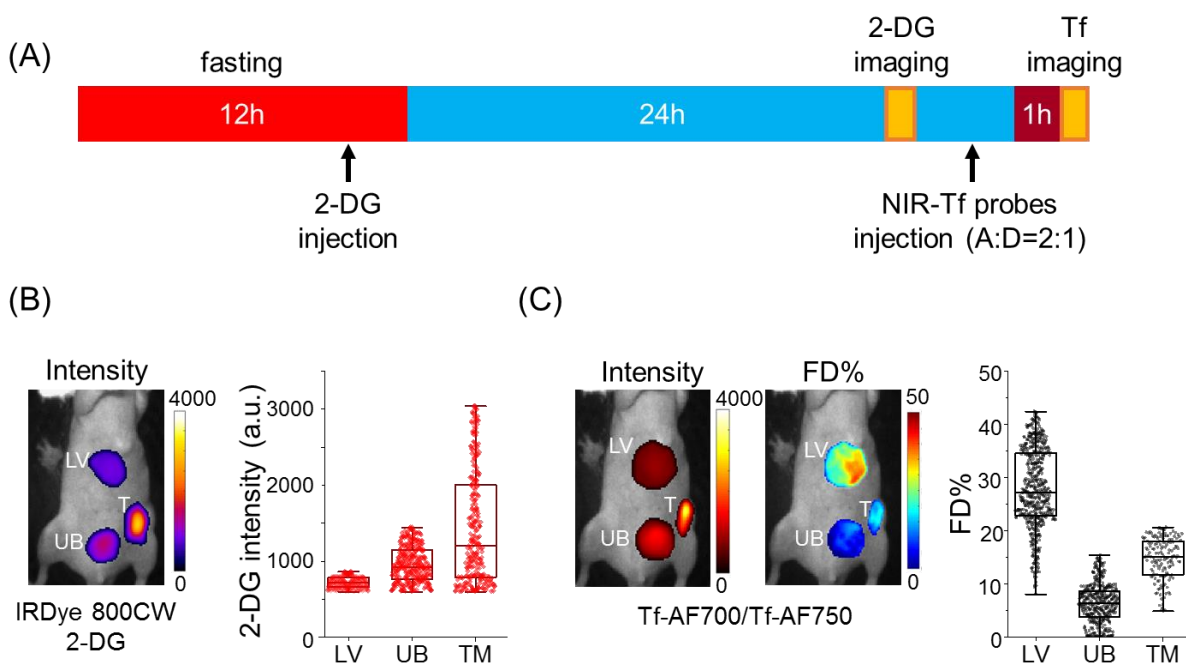 (A)
fasting
2-DG
imaging
Tf
imaging
12h
24h
1h
2-DG
injection
NIR-Tf probes
injection (A:D=2:1)
(B)
Intensity
4000
LV
T
UB
0
IRDye 800CW
2-DG
2-DG intensity (a.u.)
3000
2000
1000
0
LV UB TM
(C)
Intensity
4000
LV
T
UB
0
FD%
50
LV
T
UB
0
Tf-AF700/Tf-AF750
FD%
50
40
30
20
10
0
LV UB TM